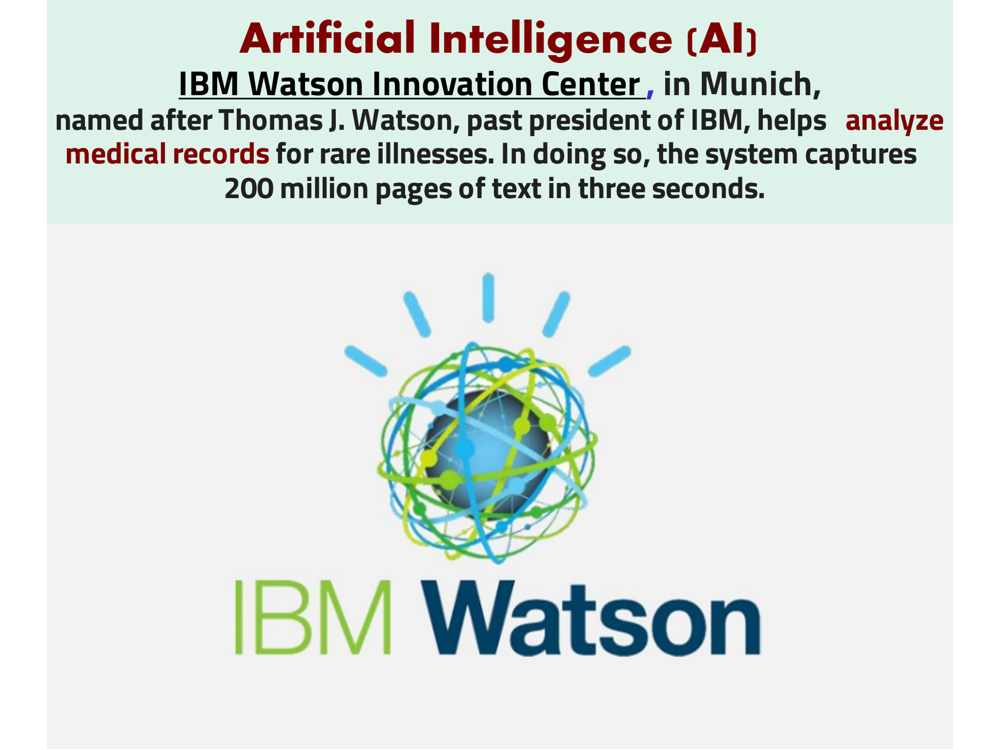 Artificial Intelligence (AI)
IBM Watson Innovation Center , in Munich,
named after Thomas J. Watson, past president of IBM, helps analyze
medical records for rare illnesses. In doing so, the system captures
200 million pages of text in three seconds.
IBM Watson